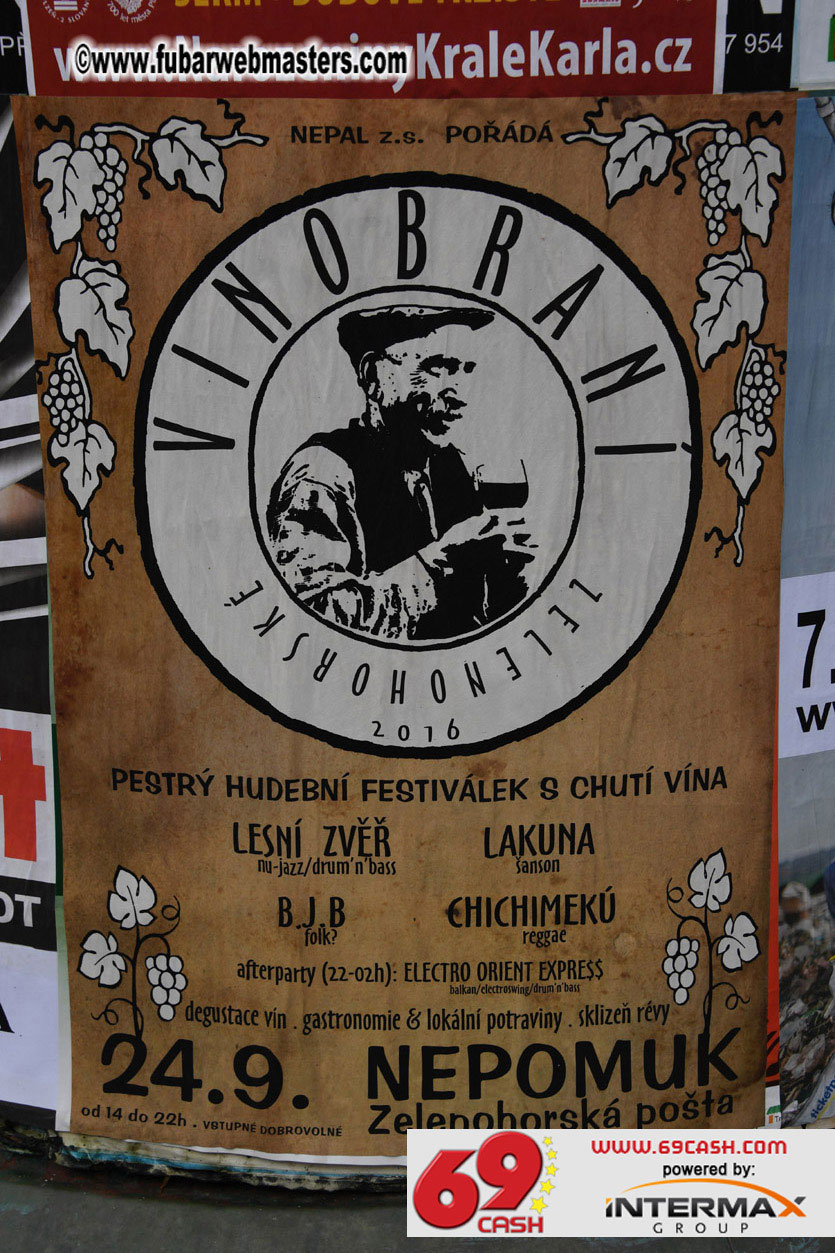 ©www.fubarwebmasters.com
KraleKarla.cz
7 954
NEPAL z.s. POŘÁDÁ
VINOBRANÍ
ZELENOHORSKÉ
2016
PESTRÝ HUDEBNÍ FESTIVÁLEK S CHUTÍ VÍNA
LESNÍ ZVĚŘ LAKUNA
nu-jazz/drum'n'bass šanson
B.J.B CHICHIMEKÚ
folk? reggae
afterparty (22-02h): ELECTRO ORIENT EXPRE$$
balkan/electroswing/drum'n'bass
degustace vín . gastronomie & lokální potraviny . sklizeň révy
24.9. NEPOMUK
od 14 do 22h . VSTUPNÉ DOBROVOLNÉ Zelenohorská pošta
69 CASH
www.69cash.com
powered by:
INTERMAX
GROUP